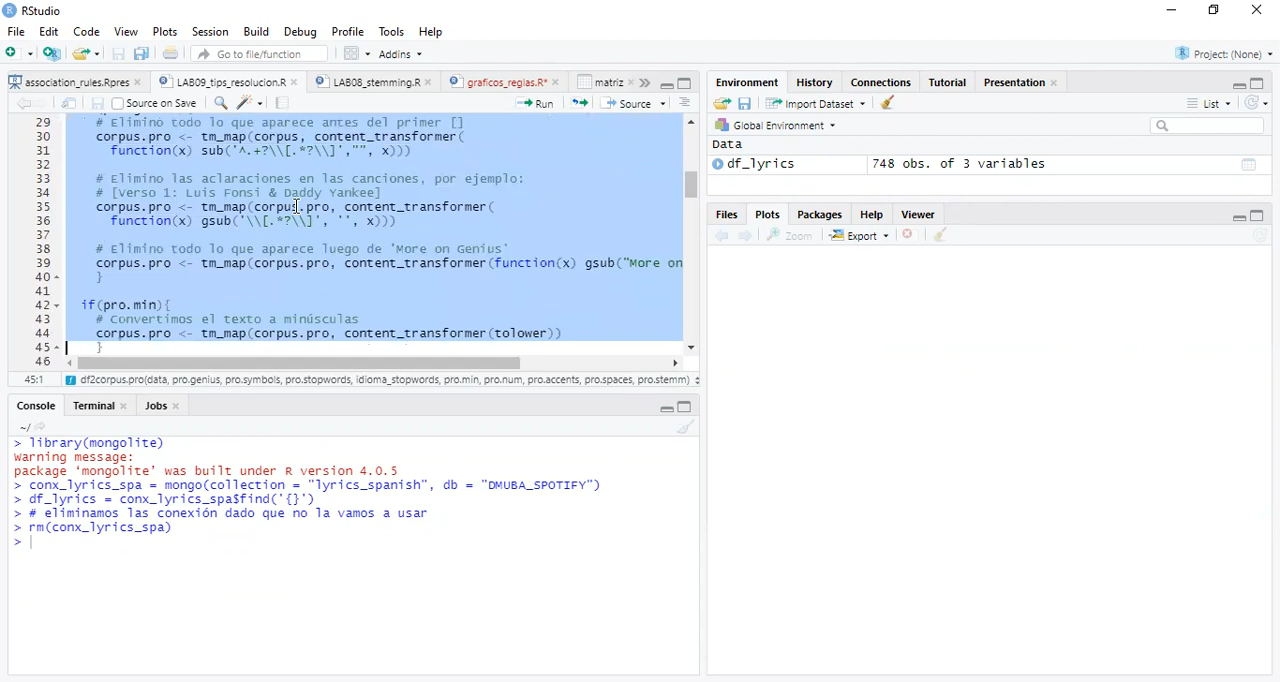 RStudio
File Edit Code View Plots Session Build Debug Profile Tools Help
Go to file/function Addins Project: (None)
association_rules.Rpres LAB09_tips_resolucion.R LAB08_stemming.R graficos_reglas.R* matriz
Source on Save Run Source
29 # Elimino todo lo que aparece antes del primer []
30 corpus.pro <- tm_map(corpus, content_transformer(
31 function(x) sub('^.+?\\[.*?\\]',"", x)))
32
33 # Elimino las aclaraciones en las canciones, por ejemplo:
34 # [Verso 1: Luis Fonsi & Daddy Yankee]
35 corpus.pro <- tm_map(corpus.pro, content_transformer(
36 function(x) gsub('\\[.*?\\]', '', x)))
37
38 # Elimino todo lo que aparece luego de 'More on Genius'
39 corpus.pro <- tm_map(corpus.pro, content_transformer(function(x) gsub("More on
40 }
41
42 if(pro.min){
43 # Convertimos el texto a minúsculas
44 corpus.pro <- tm_map(corpus.pro, content_transformer(tolower))
45 }
46
45:1 df2corpus.pro(data, pro.genius, pro.symbols, pro.stopwords, idioma_stopwords, pro.min, pro.num, pro.accents, pro.spaces, pro.stemm)
Console Terminal Jobs
~/
> library(mongolite)
Warning message:
package ‘mongolite’ was built under R version 4.0.5
> conx_lyrics_spa = mongo(collection = "lyrics_spanish", db = "DMUBA_SPOTIFY")
> df_lyrics = conx_lyrics_spa$find('{}')
> # eliminamos las conexión dado que no la vamos a usar
> rm(conx_lyrics_spa)
>
Environment History Connections Tutorial Presentation
Import Dataset List
Global Environment
Data
df_lyrics 748 obs. of 3 variables
Files Plots Packages Help Viewer
Zoom Export